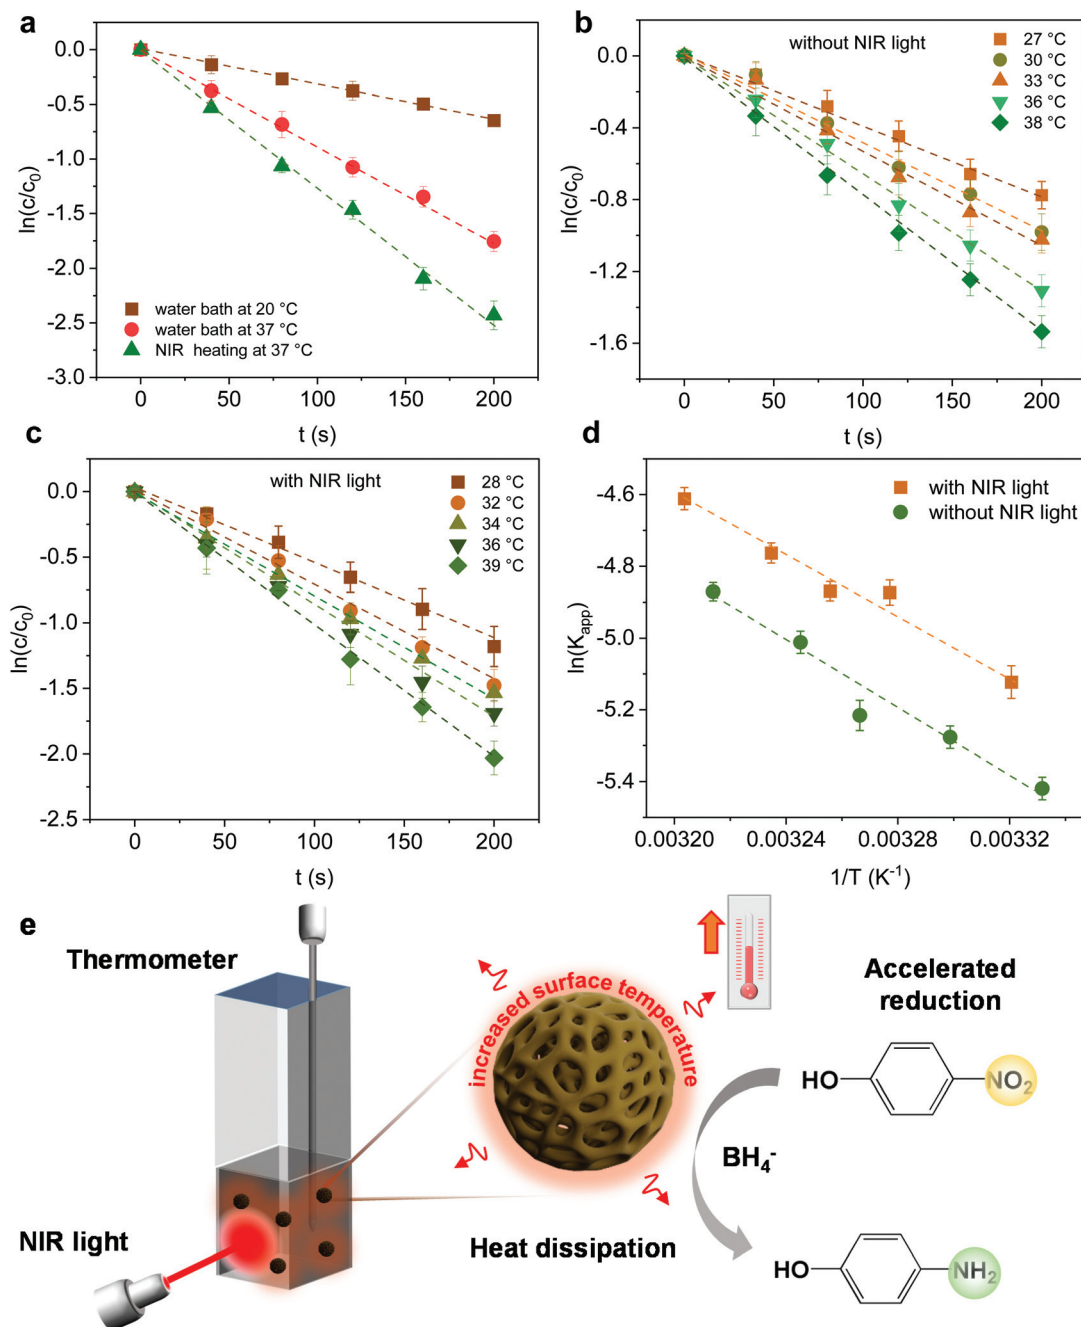 a
0.0
-0.5
-1.0
-1.5
-2.0
-2.5
-3.0
ln(c/c0)
water bath at 20 °C
water bath at 37 °C
NIR heating at 37 °C
0 50 100 150 200
t (s)
b
without NIR light
27 °C
30 °C
33 °C
36 °C
38 °C
0.0
-0.4
-0.8
-1.2
-1.6
ln(c/c0)
0 50 100 150 200
t (s)
c
with NIR light
28 °C
32 °C
34 °C
36 °C
39 °C
0.0
-0.5
-1.0
-1.5
-2.0
-2.5
ln(c/c0)
0 50 100 150 200
t (s)
d
with NIR light
without NIR light
-4.6
-4.8
-5.0
-5.2
-5.4
ln(Kapp)
0.00320 0.00324 0.00328 0.00332
1/T (K-1)
e
Thermometer
NIR light
increased surface temperature
Heat dissipation
Accelerated
reduction
HO NO2
BH4-
HO NH2